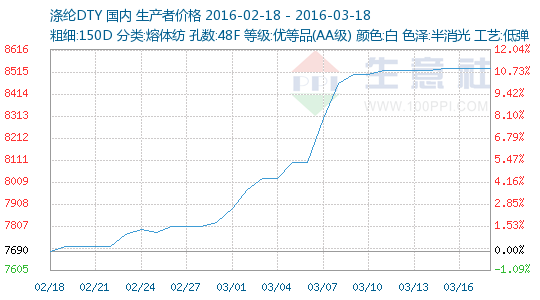 涤纶DTY 国内 生产者价格 2016-02-18 - 2016-03-18
粗细:150D 分类:熔体纺 孔数:48F 等级:优等品(AA级) 颜色:白 色泽:半消光 工艺:低弹
8616 12.04%
8515 10.73%
8414 9.41%
8313 8.10%
8212 6.79%
8111 5.47%
8009 4.15%
7908 2.83%
7807 1.53%
7690 0.00%
7605 -1.09%
生意社
WWW.100PPI.COM
PPI
02/18 02/21 02/24 02/27 03/01 03/04 03/07 03/10 03/13 03/16